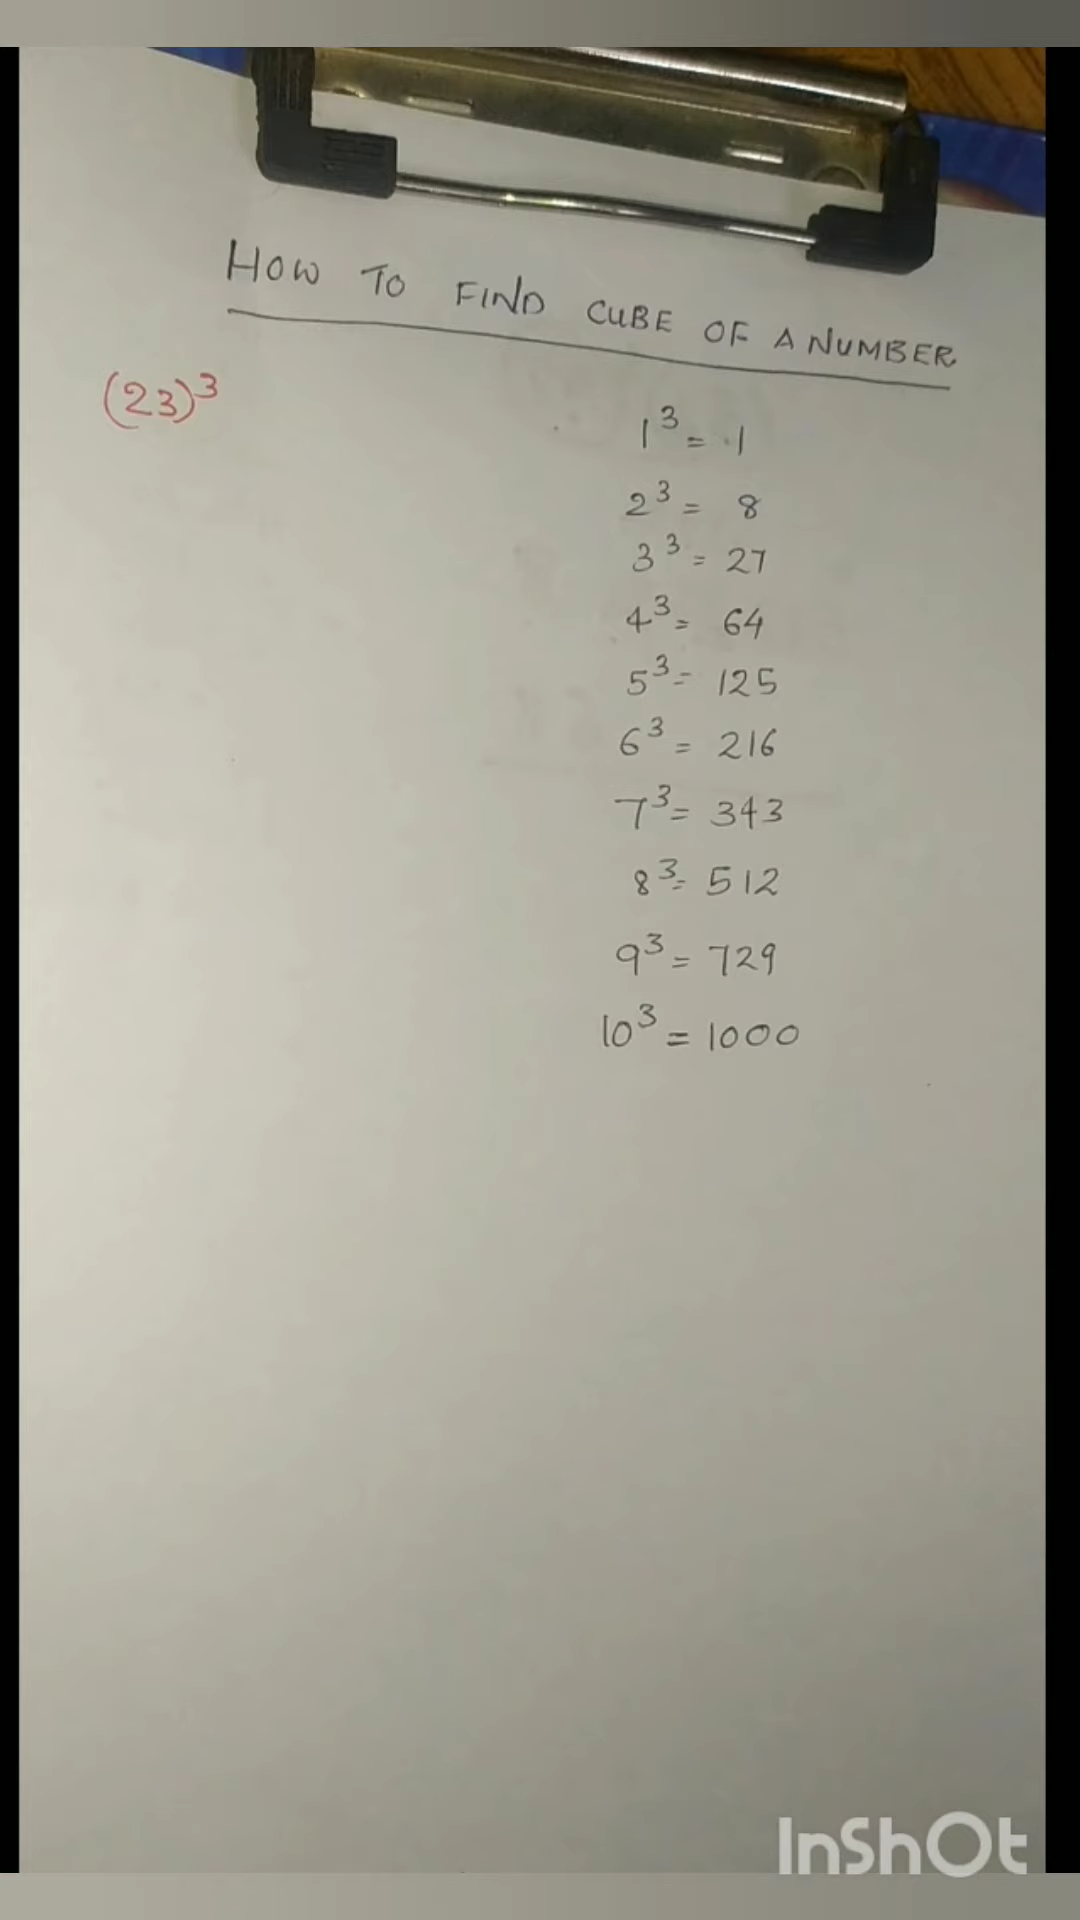 HOW TO FIND CUBE OF A NUMBER
(23)³
1³ = 1
2³ = 8
3³ = 27
4³ = 64
5³ = 125
6³ = 216
7³ = 343
8³ = 512
9³ = 729
10³ = 1000
InShOt